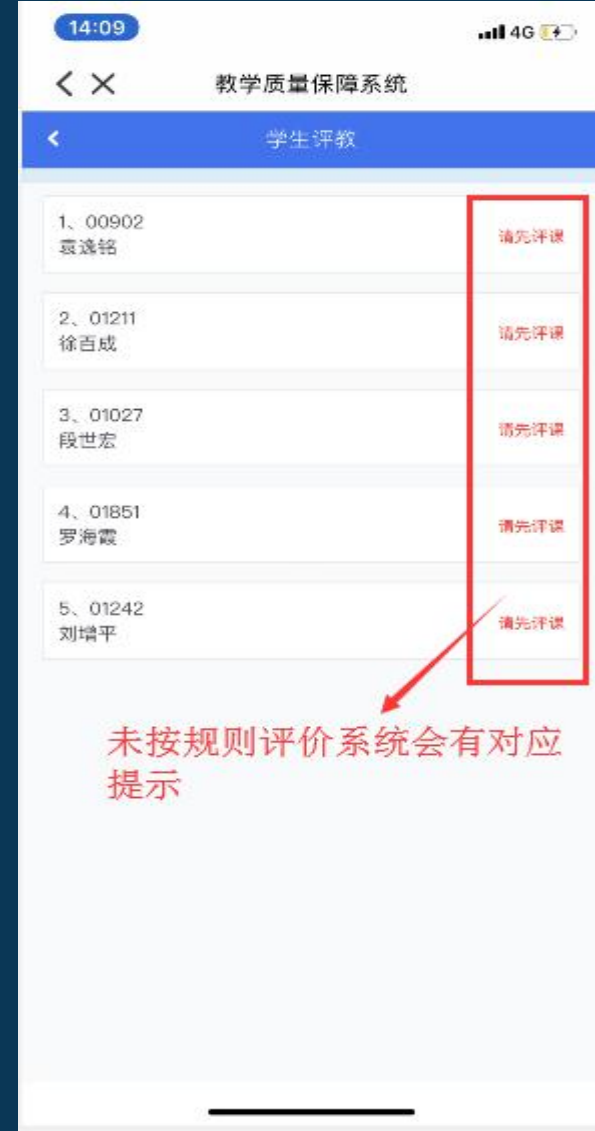 14:09
4G
教学质量保障系统
学生评教
1、00902
袁逸铭
请先评课
2、01211
徐百成
请先评课
3、01027
段世宏
请先评课
4、01851
罗海霞
请先评课
5、01242
刘增平
请先评课
未按规则评价系统会有对应
提示